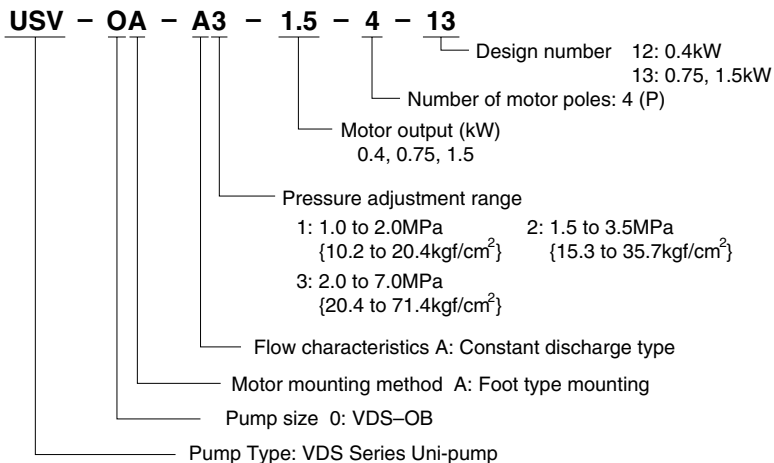 USV – OA – A3 – 1.5 – 4 – 13
Design number 12: 0.4kW
13: 0.75, 1.5kW
Number of motor poles: 4 (P)
Motor output (kW)
0.4, 0.75, 1.5
Pressure adjustment range
1: 1.0 to 2.0MPa 2: 1.5 to 3.5MPa
{10.2 to 20.4kgf/cm²} {15.3 to 35.7kgf/cm²}
3: 2.0 to 7.0MPa
{20.4 to 71.4kgf/cm²}
Flow characteristics A: Constant discharge type
Motor mounting method A: Foot type mounting
Pump size 0: VDS–OB
Pump Type: VDS Series Uni-pump